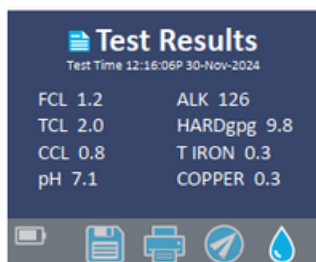 Test Results
Test Time 12:16:06P 30-Nov-2024
FCL 1.2 ALK 126
TCL 2.0 HARDgpg 9.8
CCL 0.8 T IRON 0.3
pH 7.1 COPPER 0.3